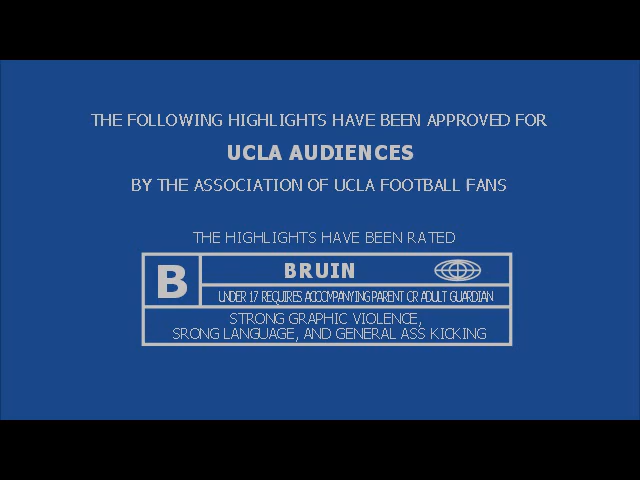 THE FOLLOWING HIGHLIGHTS HAVE BEEN APPROVED FOR
UCLA AUDIENCES
BY THE ASSOCIATION OF UCLA FOOTBALL FANS
THE HIGHLIGHTS HAVE BEEN RATED
B
BRUIN
UNDER 17 REQUIRES ACCOMPANYING PARENT OR ADULT GUARDIAN
STRONG GRAPHIC VIOLENCE,
SRONG LANGUAGE, AND GENERAL ASS KICKING